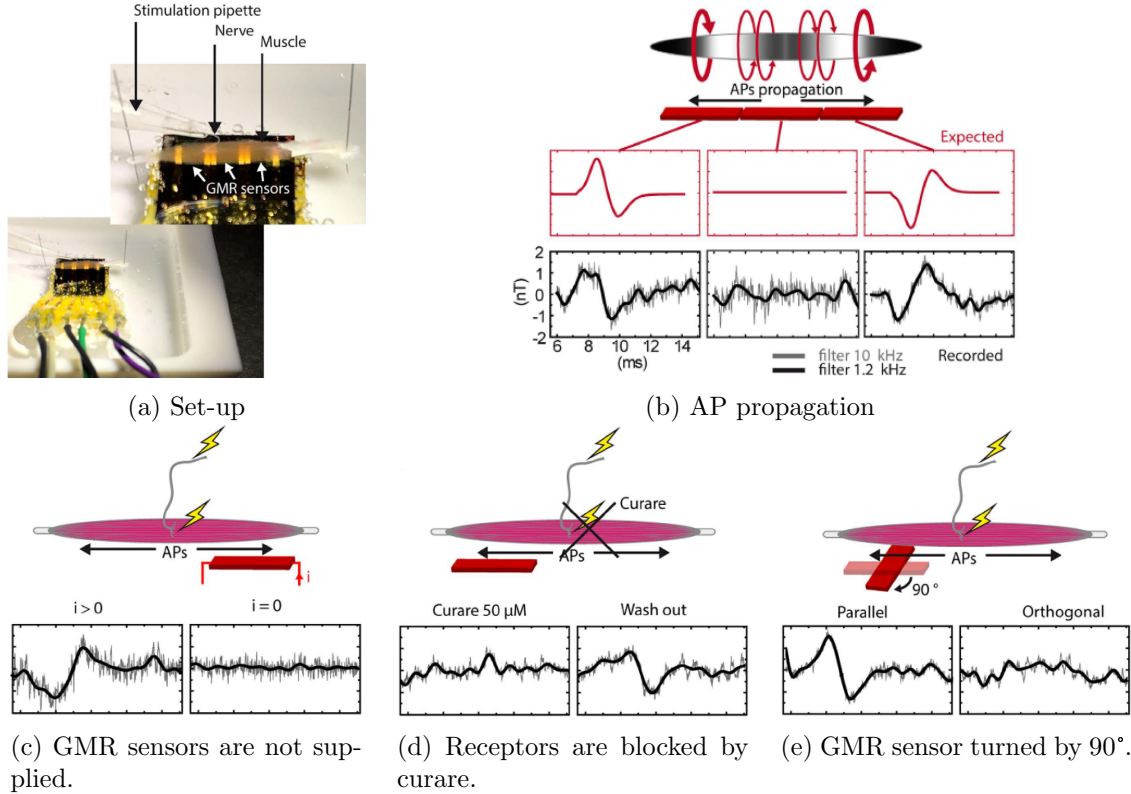 Stimulation pipette
Nerve
Muscle
GMR sensors
(a) Set-up
APs propagation
Expected
2
1
0
-1
-2
(nT)
6 8 10 12 14
(ms)
filter 10 kHz
filter 1.2 kHz
Recorded
(b) AP propagation
APs
i
i > 0
i = 0
(c) GMR sensors are not sup-
plied.
Curare
APs
Curare 50 µM
Wash out
(d) Receptors are blocked by
curare.
APs
90 °
Parallel
Orthogonal
(e) GMR sensor turned by 90°.